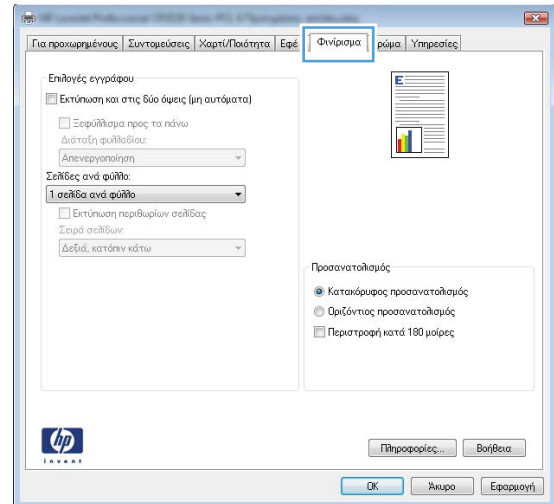 Για προχωρημένους Συντομεύσεις Χαρτί/Ποιότητα Εφέ Φινίρισμα ρώμα Υπηρεσίες
Επιλογές εγγράφου
Εκτύπωση και στις δύο όψεις (μη αυτόματα)
Ξεφύλλισμα προς τα πάνω
Διάταξη φυλλαδίου:
Απενεργοποίηση
Σελίδες ανά φύλλο:
1 σελίδα ανά φύλλο
Εκτύπωση περιθωρίων σελίδας
Σειρά σελίδων:
Δεξιά, κατόπιν κάτω
E
Προσανατολισμός
Κατακόρυφος προσανατολισμός
Οριζόντιος προσανατολισμός
Περιστροφή κατά 180 μοίρες
hp
invent
Πληροφορίες... Βοήθεια
OK Άκυρο Εφαρμογή